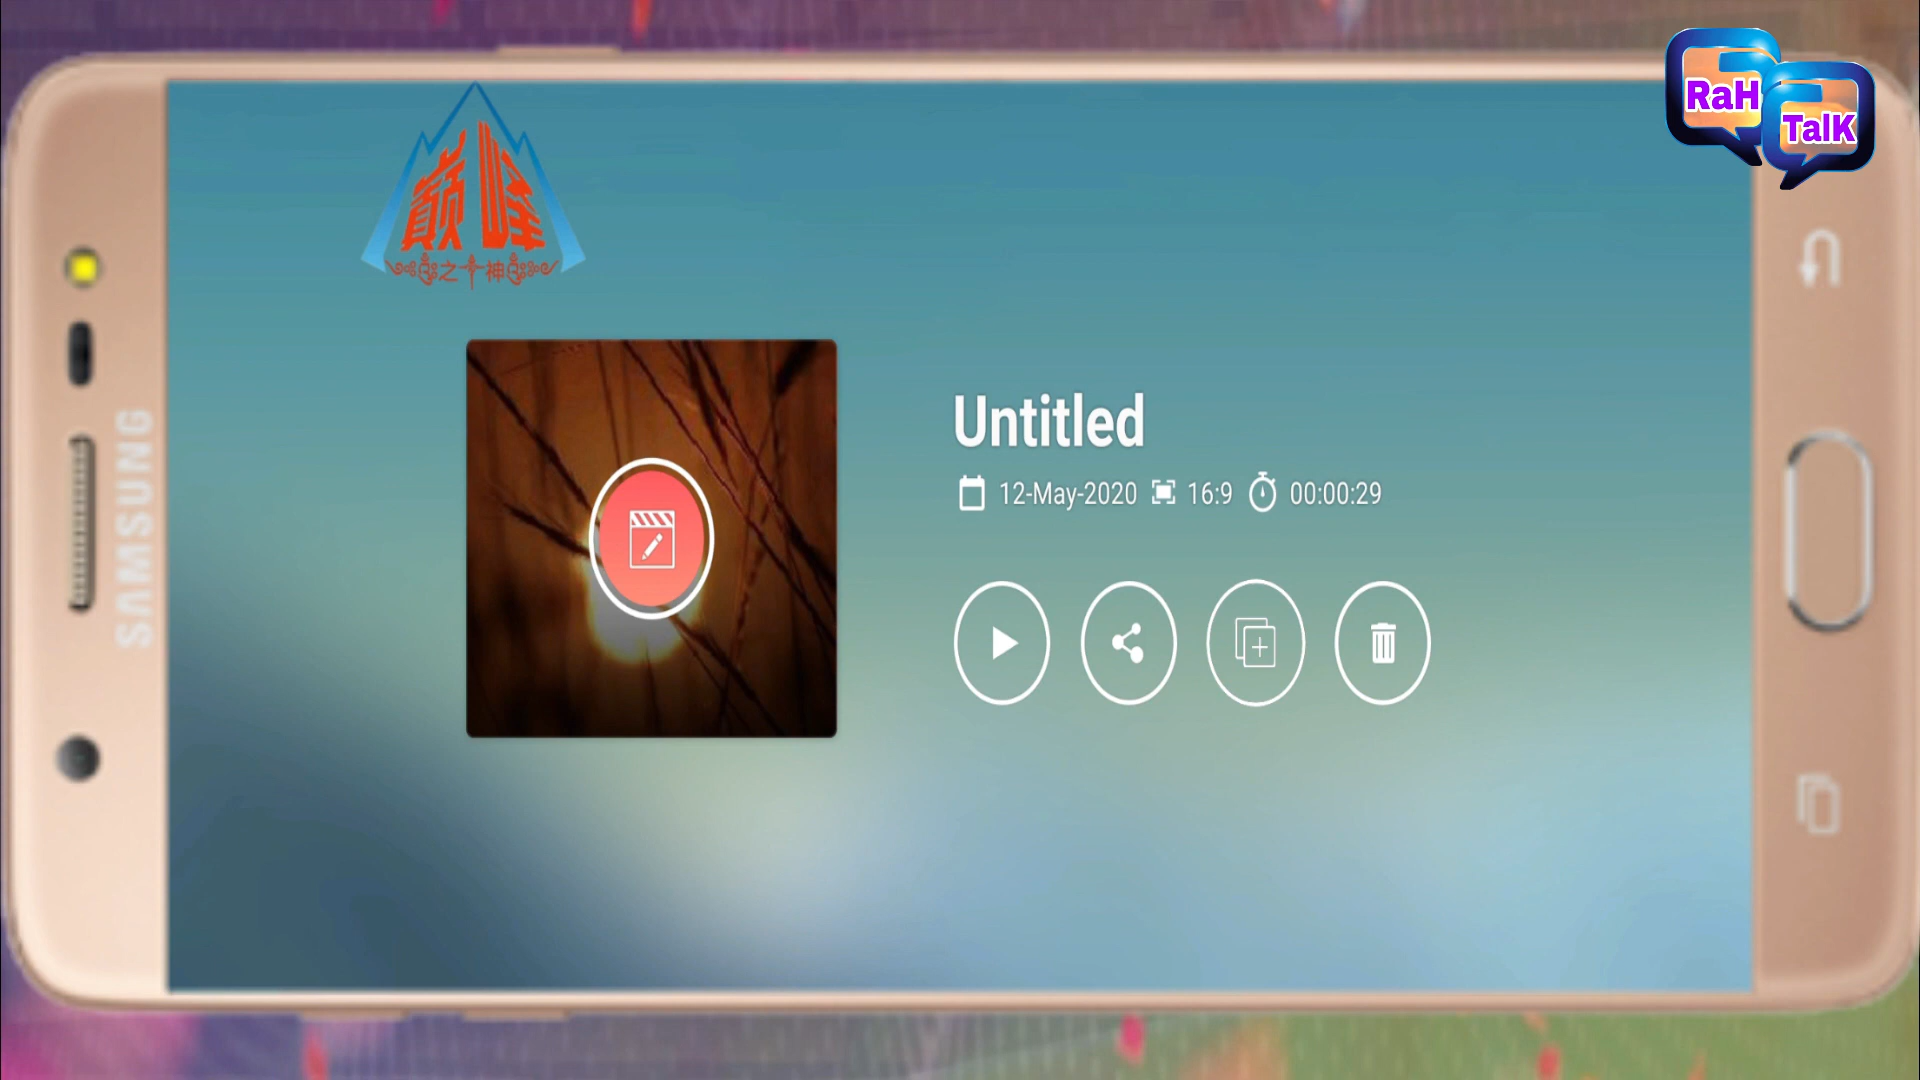 RaH
TalK
巅峰
之 神
SAMSUNG
Untitled
12-May-2020 16:9 00:00:29